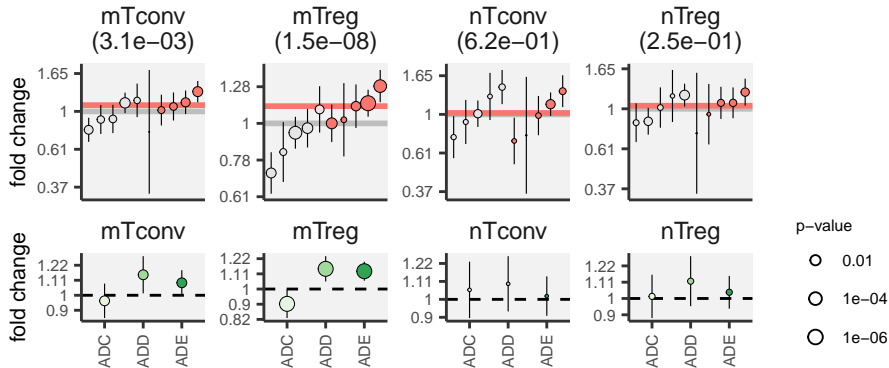 mTconv
(3.1e−03)
mTreg
(1.5e−08)
nTconv
(6.2e−01)
nTreg
(2.5e−01)
fold change
1.65
1
0.61
0.37
1.28
1
0.78
0.61
1.65
1
0.61
0.37
1.65
1
0.61
0.37
mTconv
mTreg
nTconv
nTreg
fold change
1.22
1.11
1
0.9
1.22
1.11
1
0.9
0.82
1.22
1.11
1
0.9
1.22
1.11
1
0.9
ADC
ADD
ADE
ADC
ADD
ADE
ADC
ADD
ADE
ADC
ADD
ADE
p−value
0.01
1e−04
1e−06